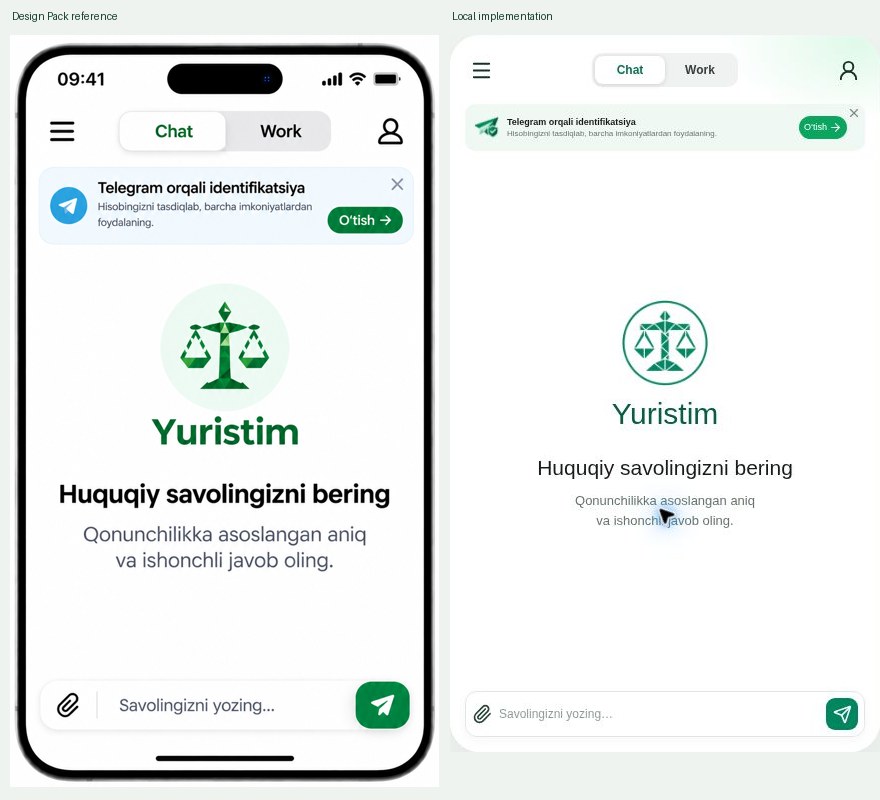 Design Pack reference
09:41
Chat
Work
Telegram orqali identifikatsiya
Hisobingizni tasdiqlab, barcha imkoniyatlardan
foydalaning.
O'tish →
Yuristim
Huquqiy savolingizni bering
Qonunchilikka asoslangan aniq
va ishonchli javob oling.
Savolingizni yozing...
Local implementation
Chat
Work
Telegram orqali identifikatsiya
Hisobingizni tasdiqlab, barcha imkoniyatlardan foydalaning.
O'tish →
Yuristim
Huquqiy savolingizni bering
Qonunchilikka asoslangan aniq
va ishonchli javob oling.
Savolingizni yozing...